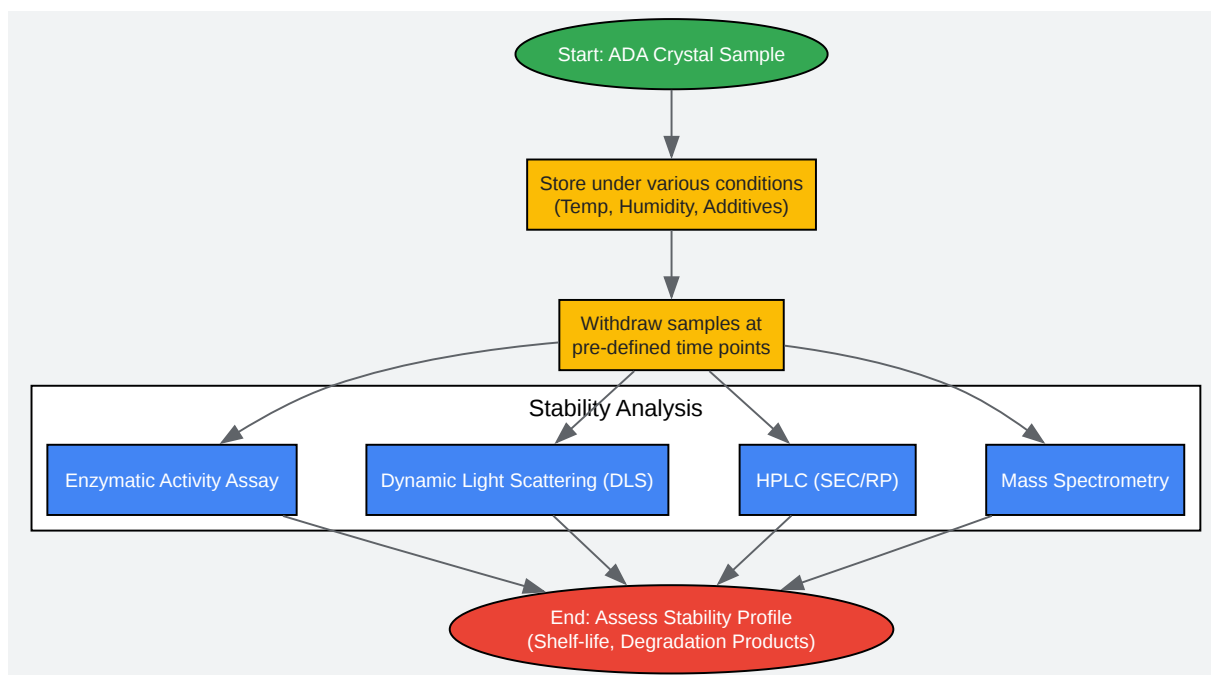 Start: ADA Crystal Sample
Store under various conditions
(Temp, Humidity, Additives)
Withdraw samples at
pre-defined time points
Stability Analysis
Enzymatic Activity Assay
Dynamic Light Scattering (DLS)
HPLC (SEC/RP)
Mass Spectrometry
End: Assess Stability Profile
(Shelf-life, Degradation Products)